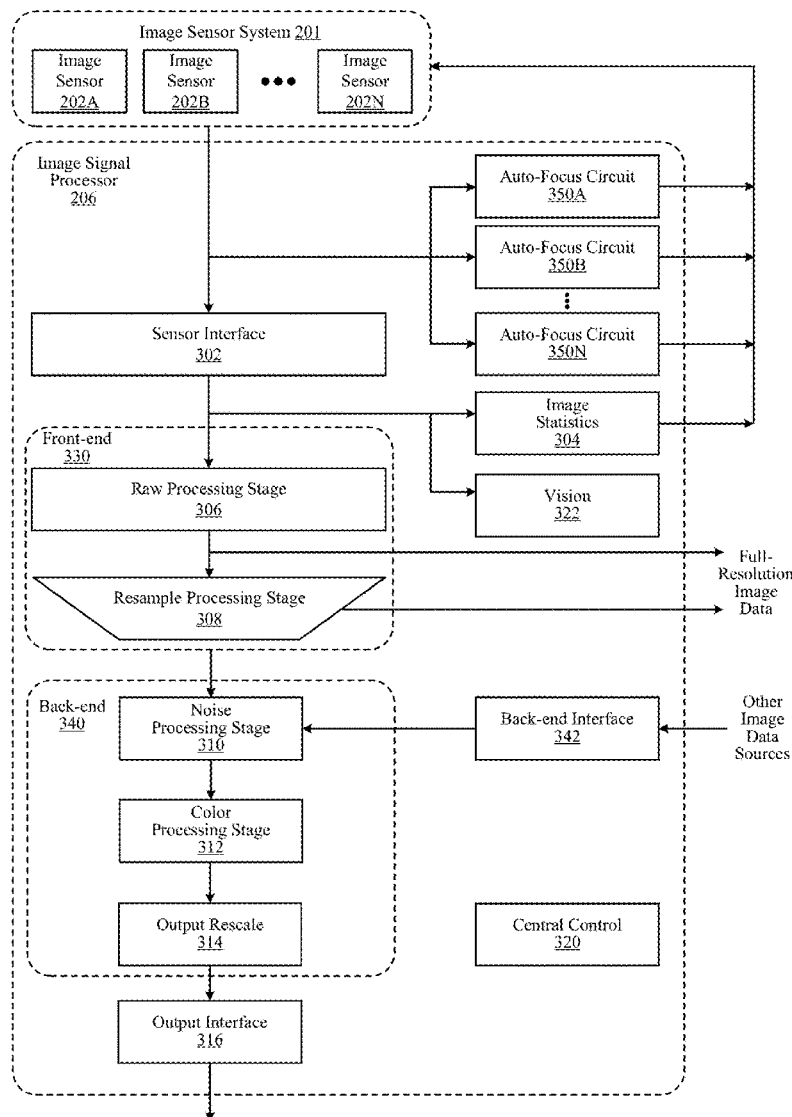 Image Sensor System 201
Image
Sensor
202A
Image
Sensor
202B
Image
Sensor
202N
Image Signal
Processor
206
Auto-Focus Circuit
350A
Auto-Focus Circuit
350B
Auto-Focus Circuit
350N
Sensor Interface
302
Image
Statistics
304
Front-end
330
Raw Processing Stage
306
Vision
322
Resample Processing Stage
308
Full-
Resolution
Image
Data
Back-end
340
Noise
Processing Stage
310
Back-end Interface
342
Other
Image
Data
Sources
Color
Processing Stage
312
Output Rescale
314
Central Control
320
Output Interface
316